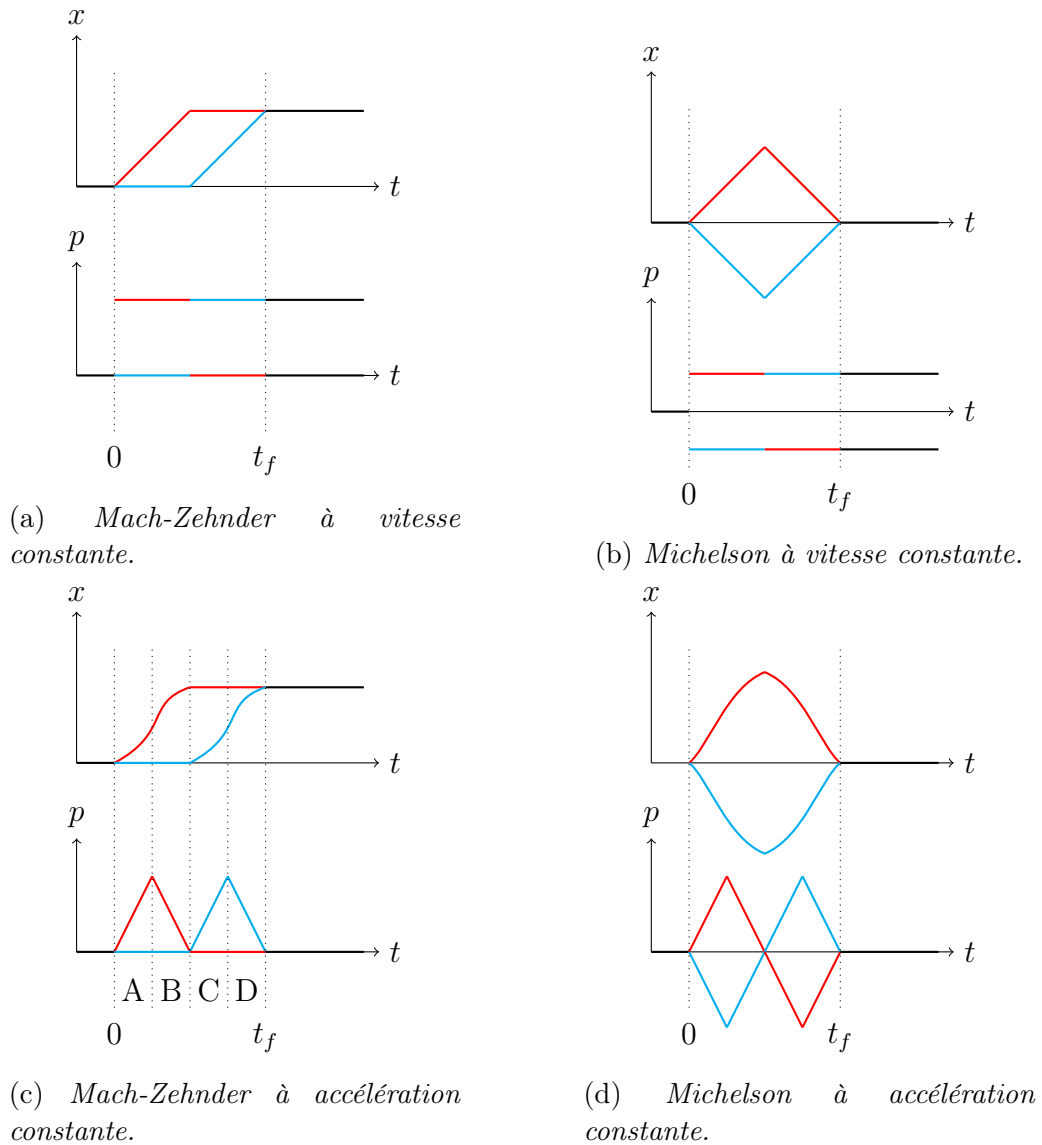 x
t
p
t
0
t_f
(a) Mach-Zehnder à vitesse
constante.
x
t
p
t
0
t_f
(b) Michelson à vitesse constante.
x
t
p
t
A B C D
0
t_f
(c) Mach-Zehnder à accélération
constante.
x
t
p
t
0
t_f
(d) Michelson à accélération
constante.